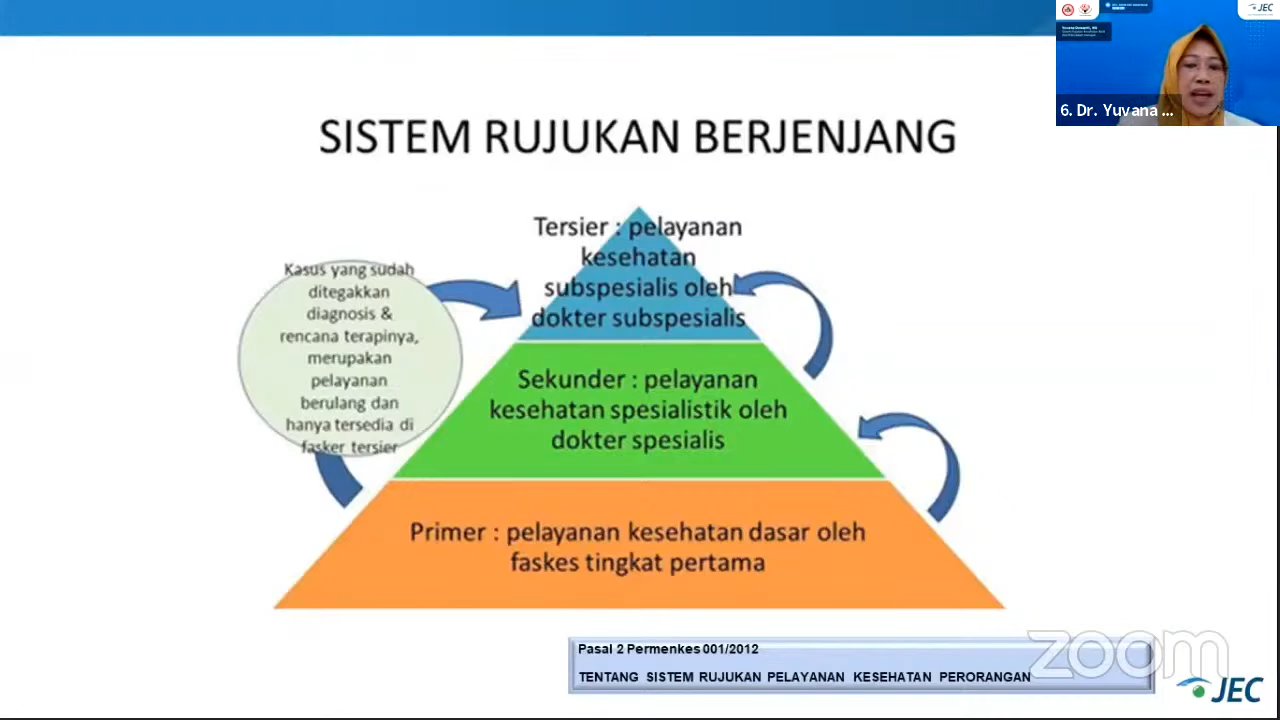 JEC
6. Dr. Yuvana ...
SISTEM RUJUKAN BERJENJANG
Tersier : pelayanan
kesehatan
subspesialis oleh
dokter subspesialis
Kasus yang sudah
ditegakkan
diagnosis &
rencana terapinya,
merupakan
pelayanan
berulang dan
hanya tersedia di
fasker tersier
Sekunder : pelayanan
kesehatan spesialistik oleh
dokter spesialis
Primer : pelayanan kesehatan dasar oleh
faskes tingkat pertama
Pasal 2 Permenkes 001/2012
TENTANG SISTEM RUJUKAN PELAYANAN KESEHATAN PERORANGAN
zoom
JEC